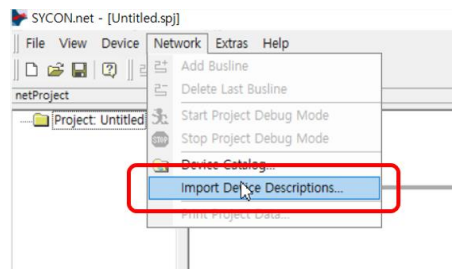 SYCON.net - [Untitled.spj]
File View Device Network Extras Help
netProject
Project: Untitled
Add Busline
Delete Last Busline
Start Project Debug Mode
Stop Project Debug Mode
Device Catalog...
Import Device Descriptions...
Print Project Data...